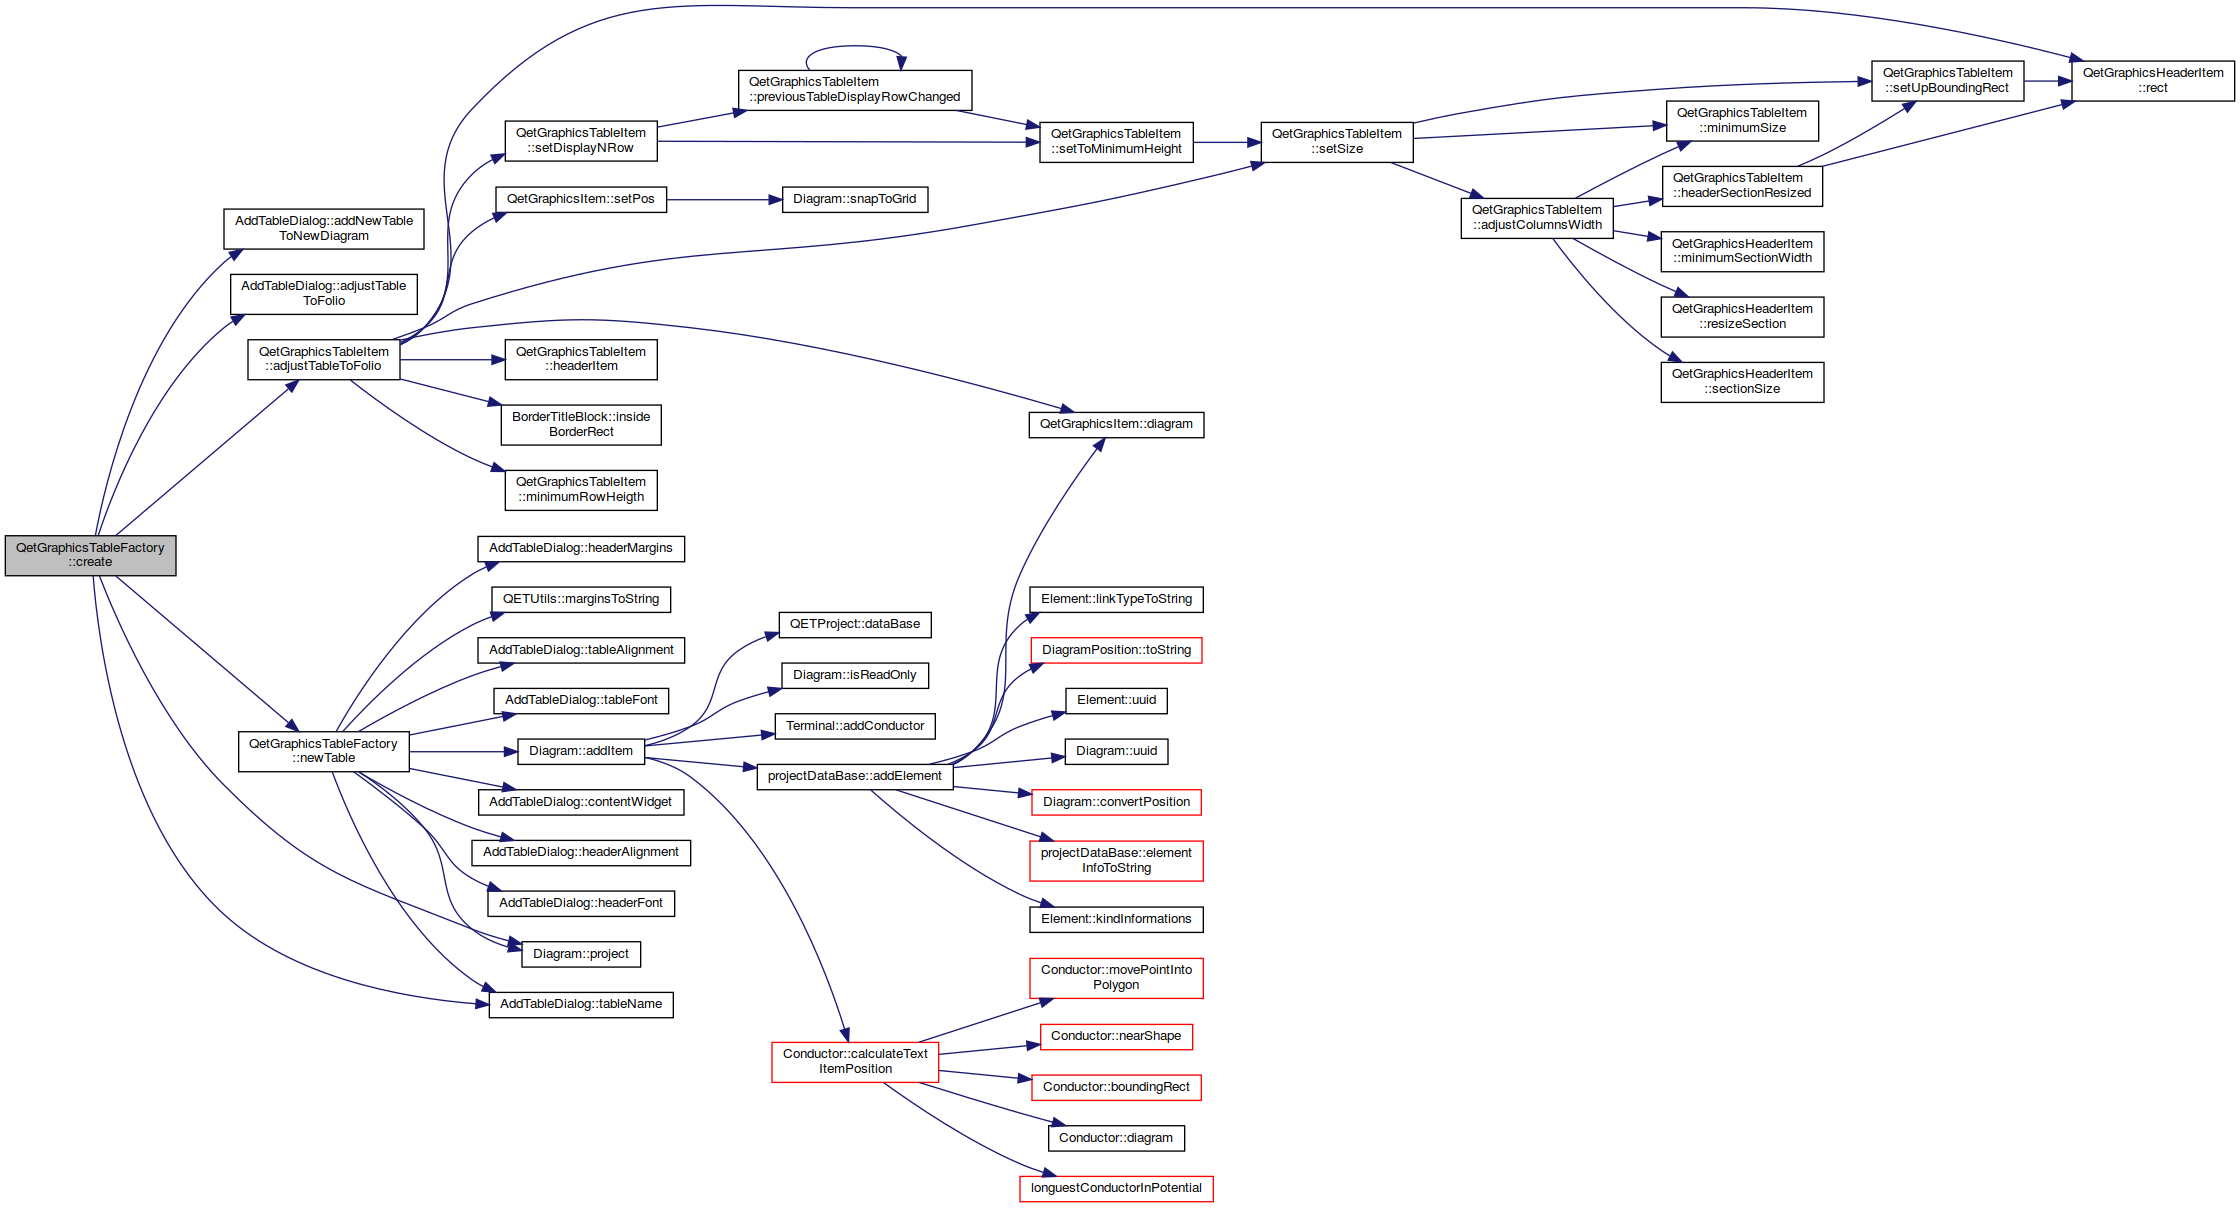 QetGraphicsTableFactory
::create
AddTableDialog::addNewTable
ToNewDiagram
AddTableDialog::adjustTable
ToFolio
QetGraphicsTableItem
::adjustTableToFolio
QetGraphicsTableFactory
::newTable
QetGraphicsTableItem
::setDisplayNRow
QetGraphicsItem::setPos
QetGraphicsTableItem
::headerItem
BorderTitleBlock::inside
BorderRect
QetGraphicsTableItem
::minimumRowHeigth
AddTableDialog::headerMargins
QETUtils::marginsToString
AddTableDialog::tableAlignment
AddTableDialog::tableFont
Diagram::addItem
AddTableDialog::contentWidget
AddTableDialog::headerAlignment
AddTableDialog::headerFont
Diagram::project
AddTableDialog::tableName
QetGraphicsTableItem
::previousTableDisplayRowChanged
Diagram::snapToGrid
QETProject::dataBase
Diagram::isReadOnly
Terminal::addConductor
projectDataBase::addElement
Conductor::calculateText
ItemPosition
QetGraphicsTableItem
::setToMinimumHeight
QetGraphicsItem::diagram
Element::linkTypeToString
DiagramPosition::toString
Element::uuid
Diagram::uuid
Diagram::convertPosition
projectDataBase::element
InfoToString
Element::kindInformations
Conductor::movePointInto
Polygon
Conductor::nearShape
Conductor::boundingRect
Conductor::diagram
longuestConductorInPotential
QetGraphicsTableItem
::setSize
QetGraphicsTableItem
::adjustColumnsWidth
QetGraphicsTableItem
::minimumSize
QetGraphicsTableItem
::headerSectionResized
QetGraphicsHeaderItem
::minimumSectionWidth
QetGraphicsHeaderItem
::resizeSection
QetGraphicsHeaderItem
::sectionSize
QetGraphicsTableItem
::setUpBoundingRect
QetGraphicsHeaderItem
::rect